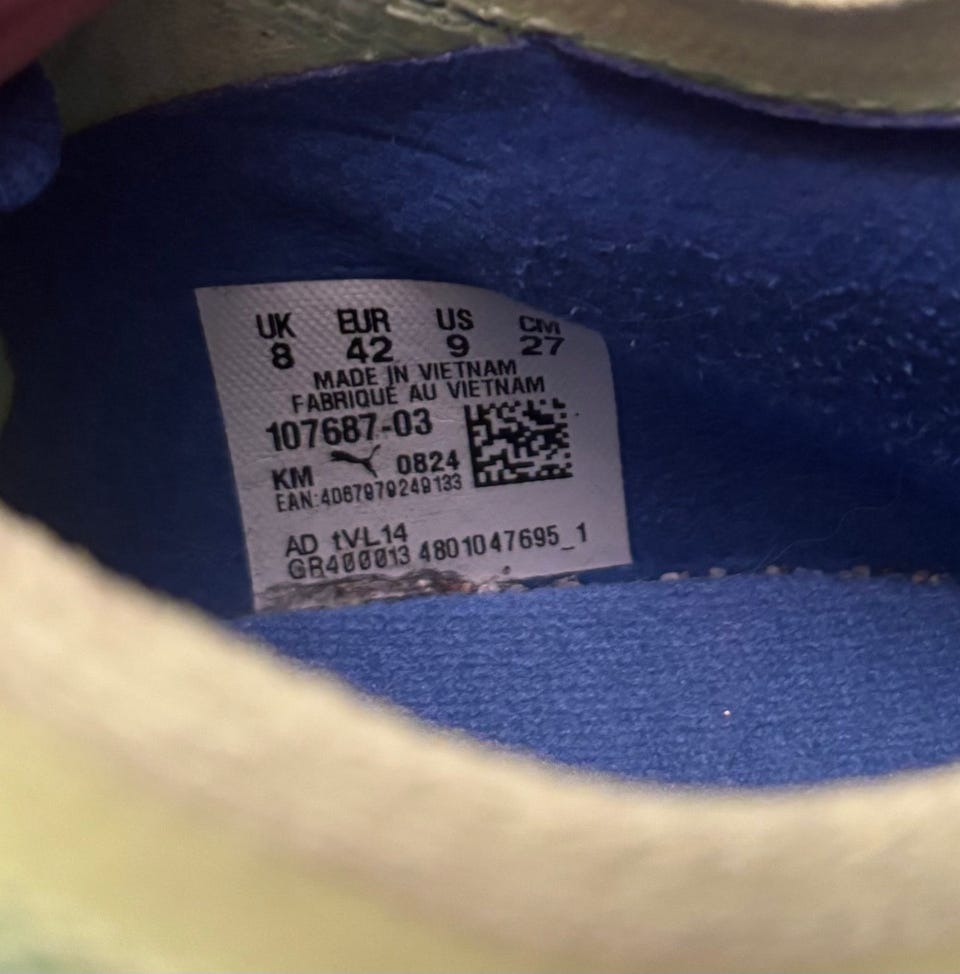 UK EUR US CM
8 42 9 27
MADE IN VIETNAM
FABRIQUÉ AU VIETNAM
107687-03
KM 0824
EAN:4067979249133
AD tVL14
GR400013 4801047695_1